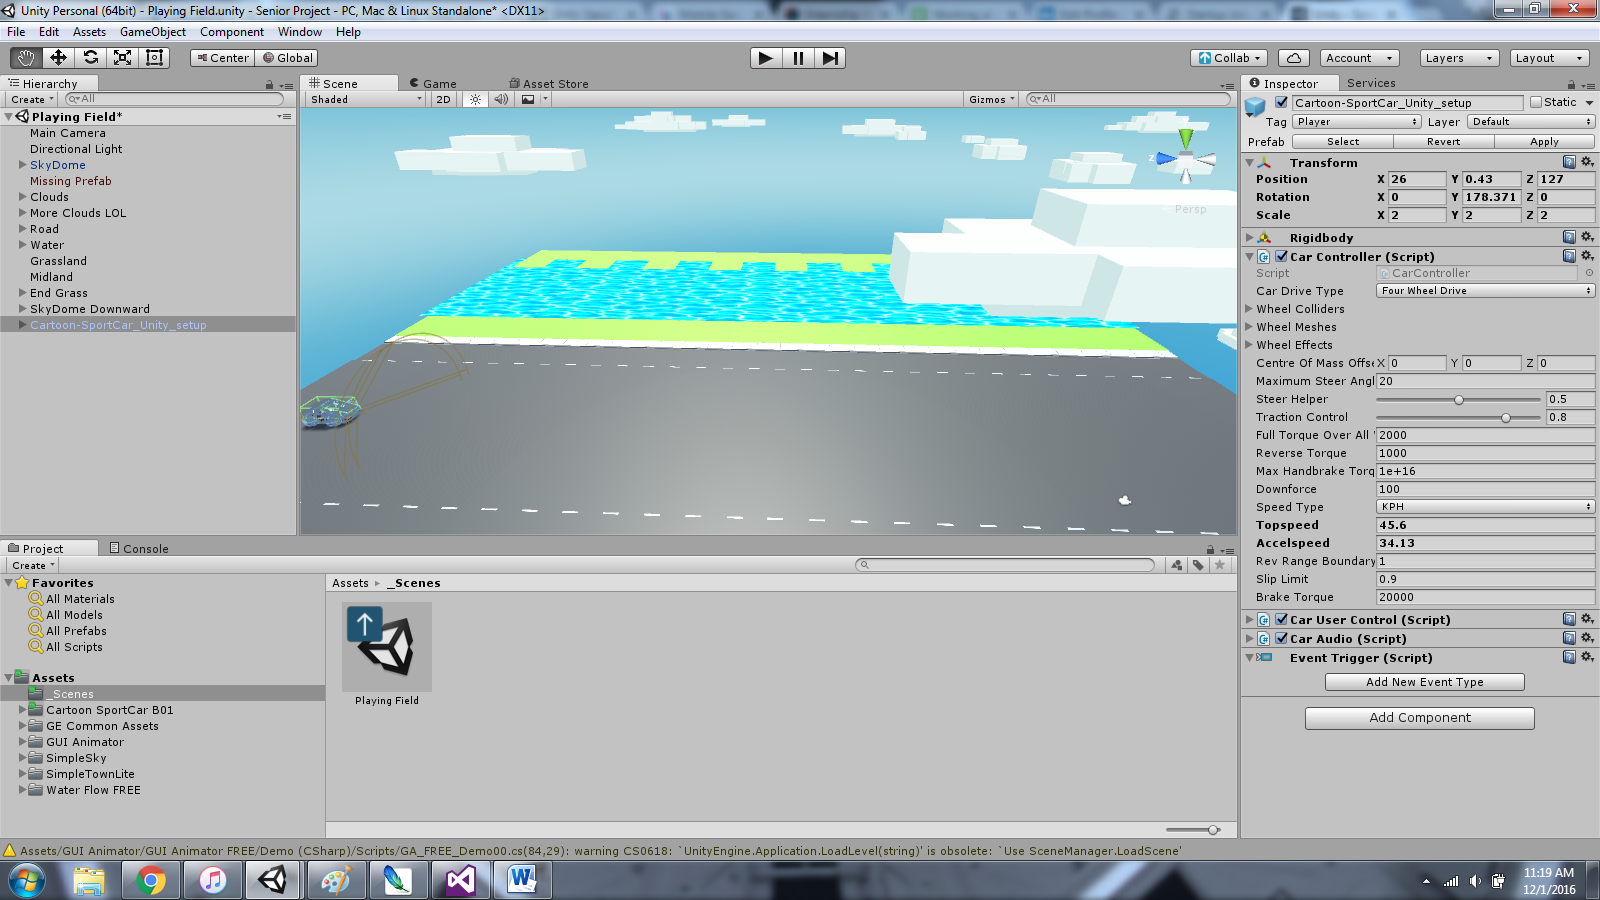 Unity Personal (64bit) - Playing Field.unity - Senior Project - PC, Mac & Linux Standalone* <DX11>
File Edit Assets GameObject Component Window Help
Center Global Collab Account Layers Layout
Hierarchy
Create All
Playing Field*
Main Camera
Directional Light
SkyDome
Missing Prefab
Clouds
More Clouds LOL
Road
Water
Grassland
Midland
End Grass
SkyDome Downward
Cartoon-SportCar_Unity_setup
Scene Game Asset Store
Shaded 2D Gizmos All
z
Persp
Inspector Services
Cartoon-SportCar_Unity_setup Static
Tag Player Layer Default
Prefab Select Revert Apply
Transform
Position X 26 Y 0.43 Z 127
Rotation X 0 Y 178.371 Z 0
Scale X 2 Y 2 Z 2
Rigidbody
Car Controller (Script)
Script CarController
Car Drive Type Four Wheel Drive
Wheel Colliders
Wheel Meshes
Wheel Effects
Centre Of Mass Offse X 0 Y 0 Z 0
Maximum Steer Angl 20
Steer Helper 0.5
Traction Control 0.8
Full Torque Over All 2000
Reverse Torque 1000
Max Handbrake Torq 1e+16
Downforce 100
Speed Type KPH
Topspeed 45.6
Accelspeed 34.13
Rev Range Boundary 1
Slip Limit 0.9
Brake Torque 20000
Car User Control (Script)
Car Audio (Script)
Event Trigger (Script)
Add New Event Type
Add Component
Project Console
Create
Favorites
All Materials
All Models
All Prefabs
All Scripts
Assets
_Scenes
Cartoon SportCar B01
GE Common Assets
GUI Animator
SimpleSky
SimpleTownLite
Water Flow FREE
Assets ▸ _Scenes
Playing Field
Assets/GUI Animator/GUI Animator FREE/Demo (CSharp)/Scripts/GA_FREE_Demo00.cs(84,29): warning CS0618: `UnityEngine.Application.LoadLevel(string)' is obsolete: `Use SceneManager.LoadScene'
11:19 AM
12/1/2016